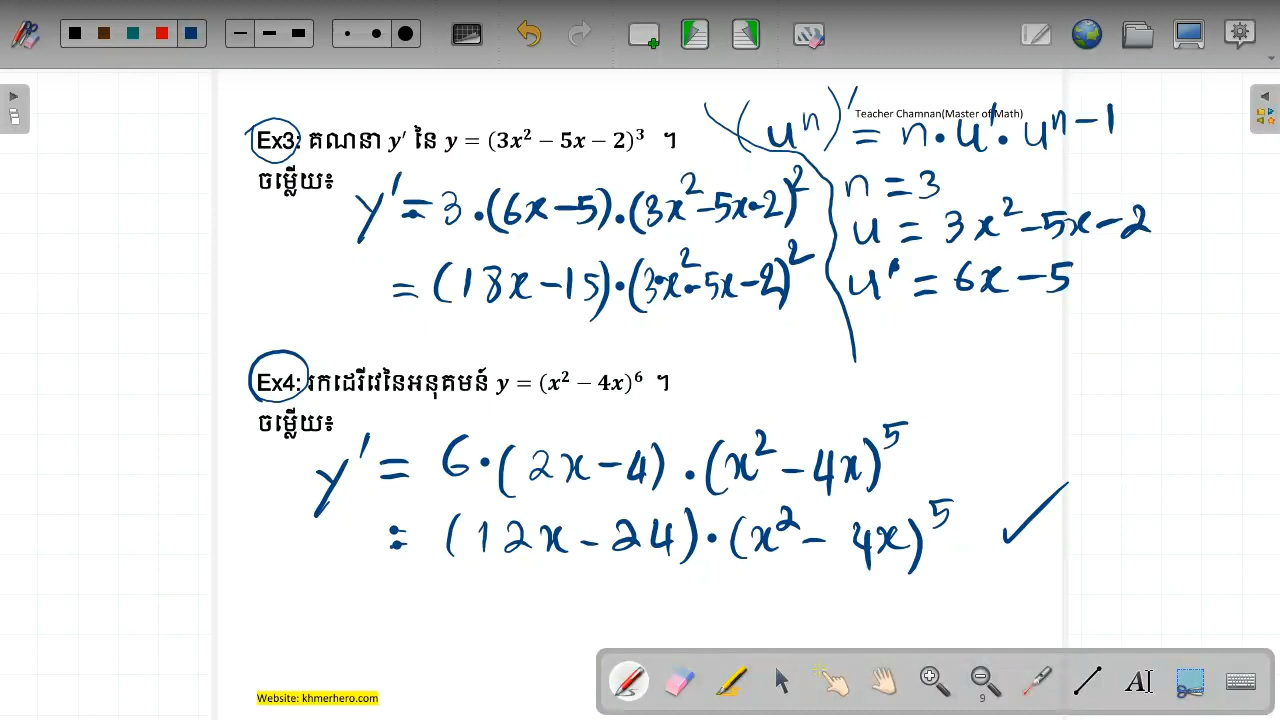 Teacher Chamnan(Master of Math)
(uⁿ)' = n · u' · uⁿ⁻¹
Ex3: គណនា y′ នៃ y = (3x² − 5x − 2)³ ។
ចម្លើយ៖
y' = 3 · (6x − 5) · (3x² − 5x − 2)²
n = 3
u = 3x² − 5x − 2
= (18x − 15) · (3x² − 5x − 2)²
u' = 6x − 5
Ex4: រកដេរីវេនៃអនុគមន៍ y = (x² − 4x)⁶ ។
ចម្លើយ៖
y' = 6 · (2x − 4) · (x² − 4x)⁵
= (12x − 24) · (x² − 4x)⁵ ✓
Website: khmerhero.com
9